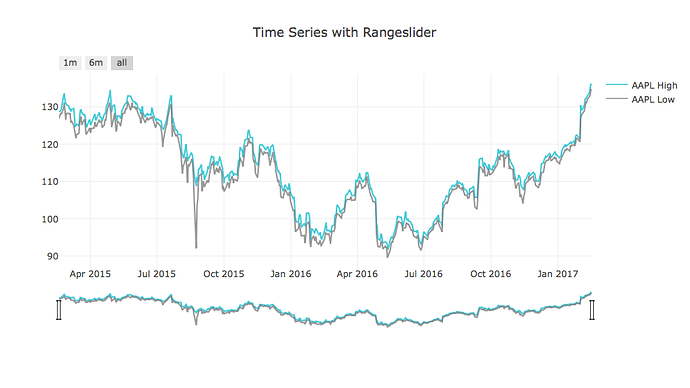 Time Series with Rangeslider
1m 6m all
AAPL High
AAPL Low
130
120
110
100
90
Apr 2015 Jul 2015 Oct 2015 Jan 2016 Apr 2016 Jul 2016 Oct 2016 Jan 2017